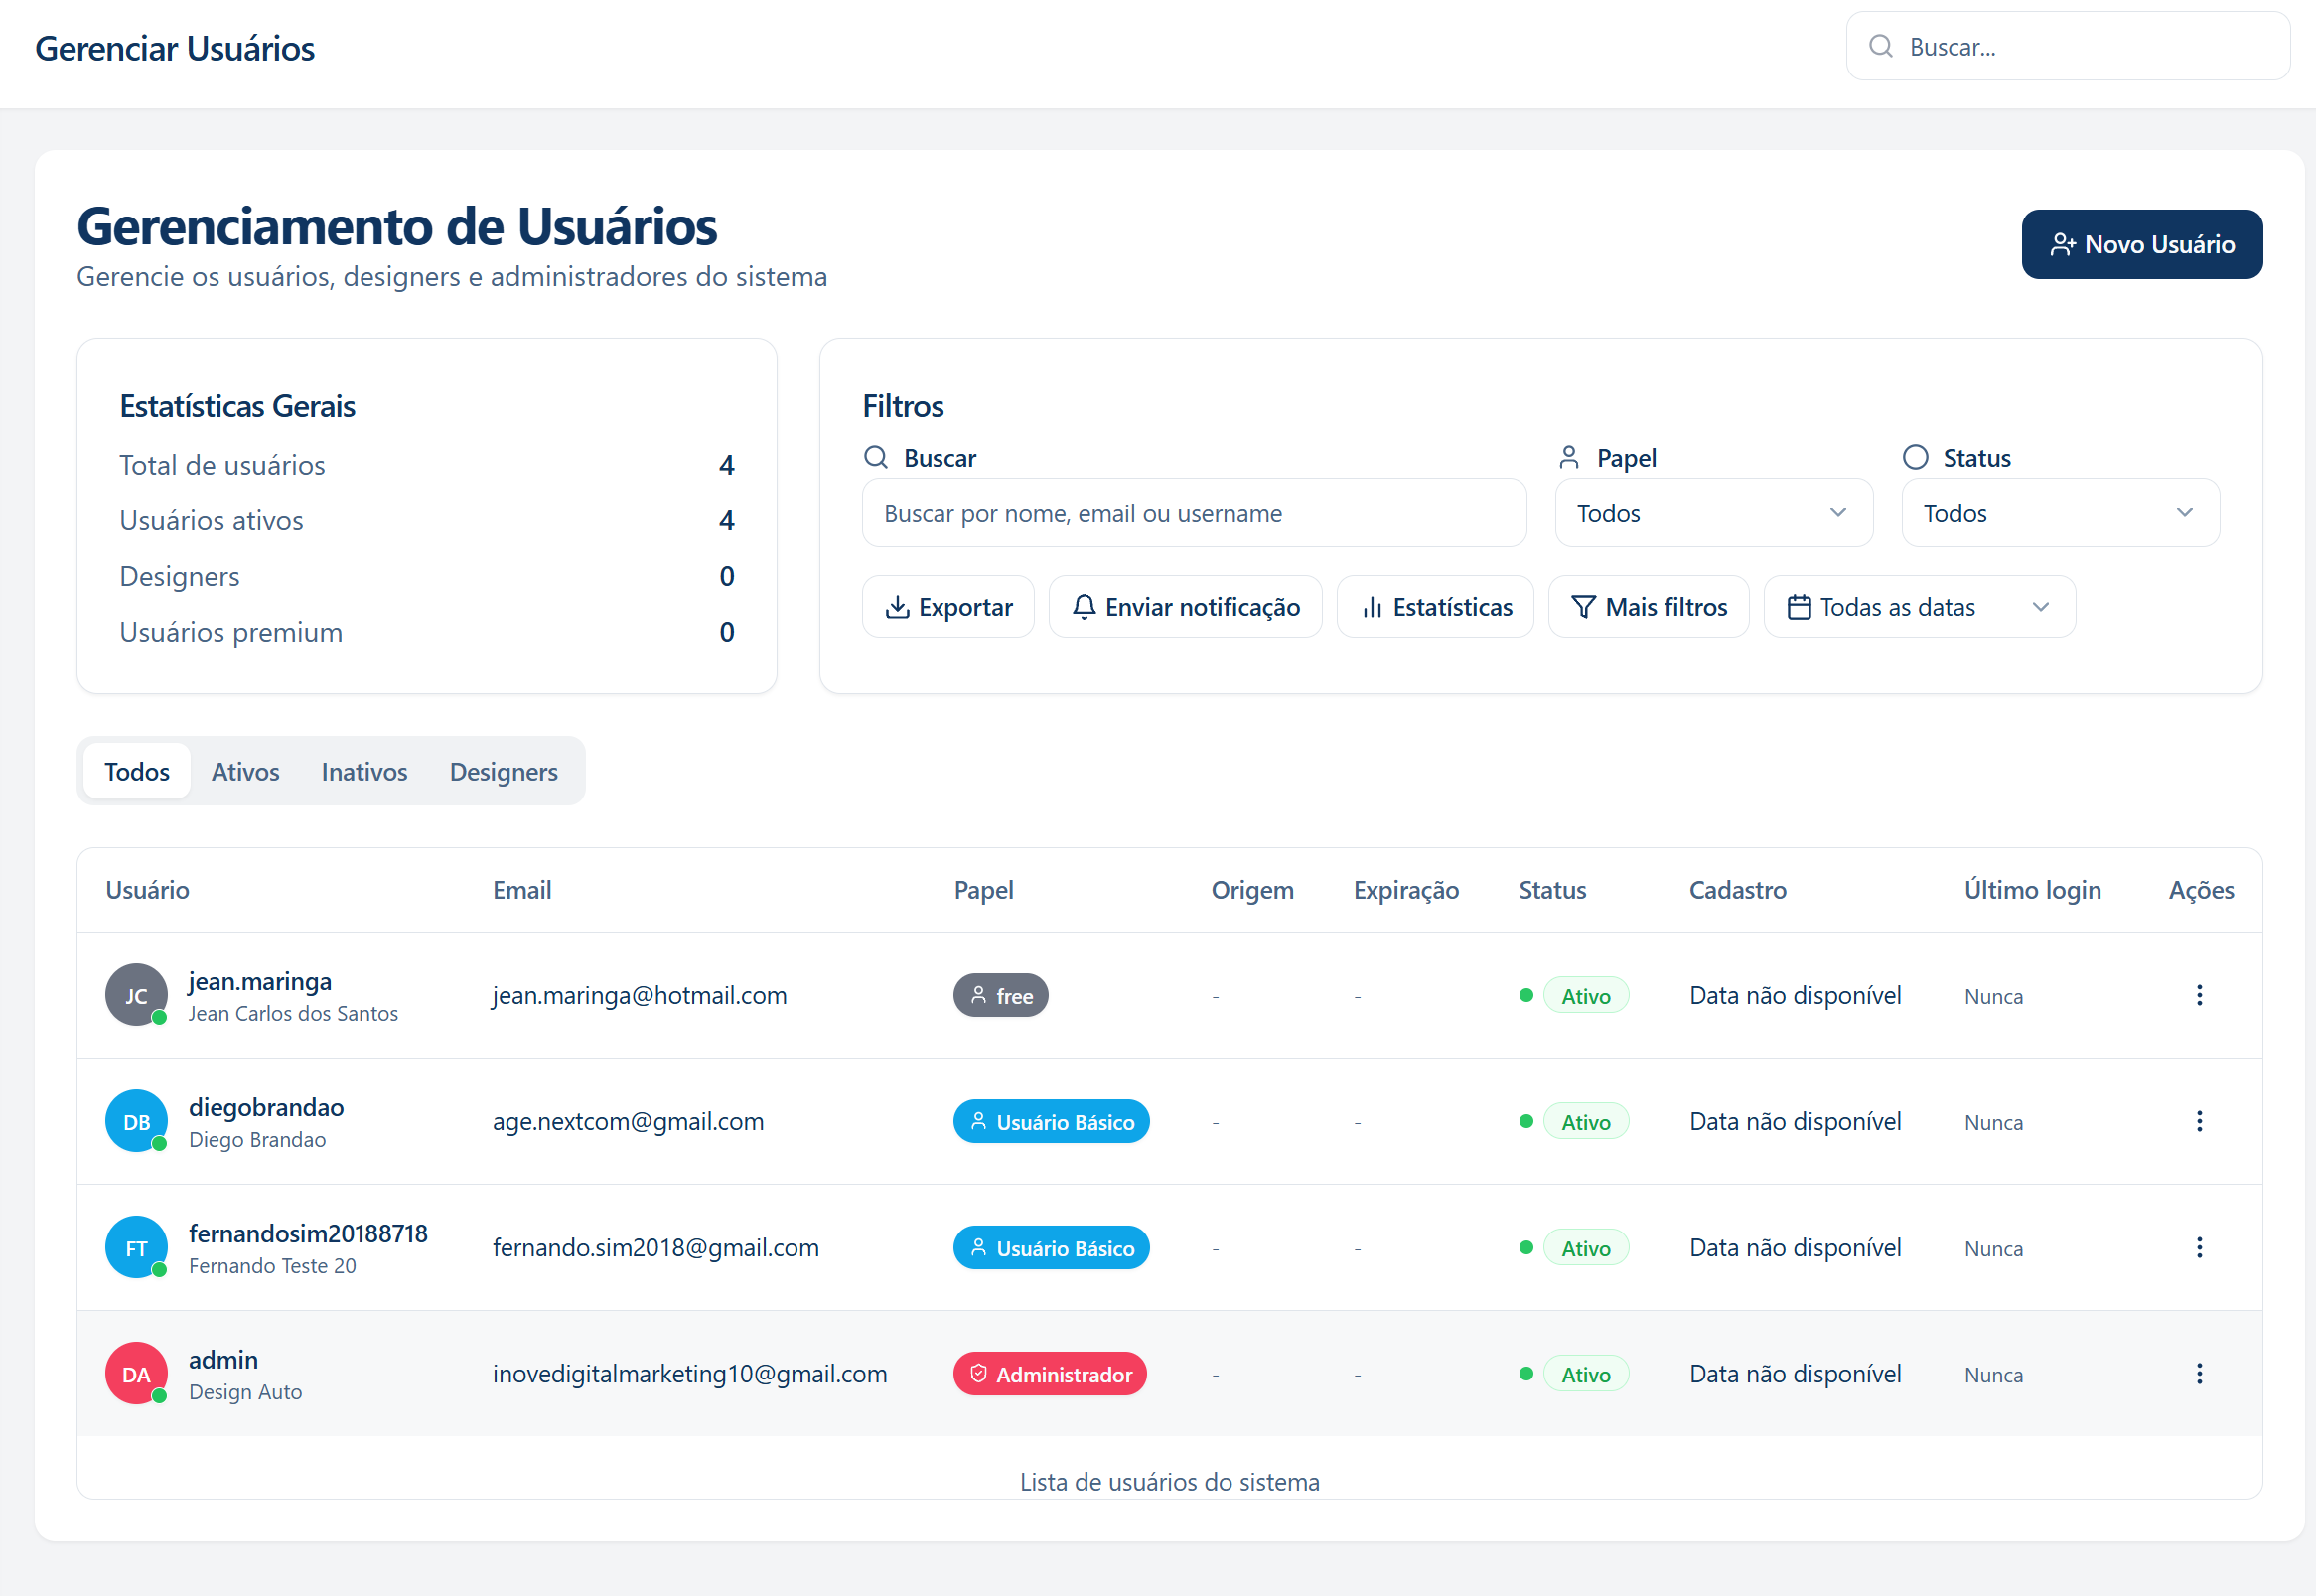 Gerenciar Usuários
Buscar...
Gerenciamento de Usuários
Gerencie os usuários, designers e administradores do sistema
Novo Usuário
Estatísticas Gerais
Total de usuários 4
Usuários ativos 4
Designers 0
Usuários premium 0
Filtros
Buscar Papel Status
Buscar por nome, email ou username Todos Todos
Exportar Enviar notificação Estatísticas Mais filtros Todas as datas
Todos Ativos Inativos Designers
Usuário Email Papel Origem Expiração Status Cadastro Último login Ações
JC jean.maringa jean.maringa@hotmail.com free - - Ativo Data não disponível Nunca
Jean Carlos dos Santos
DB diegobrandao age.nextcom@gmail.com Usuário Básico - - Ativo Data não disponível Nunca
Diego Brandao
FT fernandosim20188718 fernando.sim2018@gmail.com Usuário Básico - - Ativo Data não disponível Nunca
Fernando Teste 20
DA admin inovedigitalmarketing10@gmail.com Administrador - - Ativo Data não disponível Nunca
Design Auto
Lista de usuários do sistema